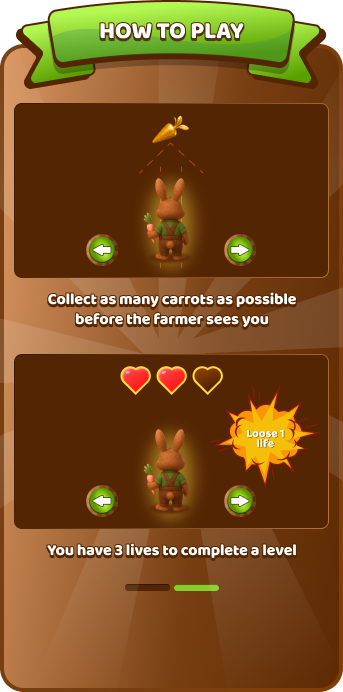 HOW TO PLAY
Collect as many carrots as possible
before the farmer sees you
Loose 1
life
You have 3 lives to complete a level